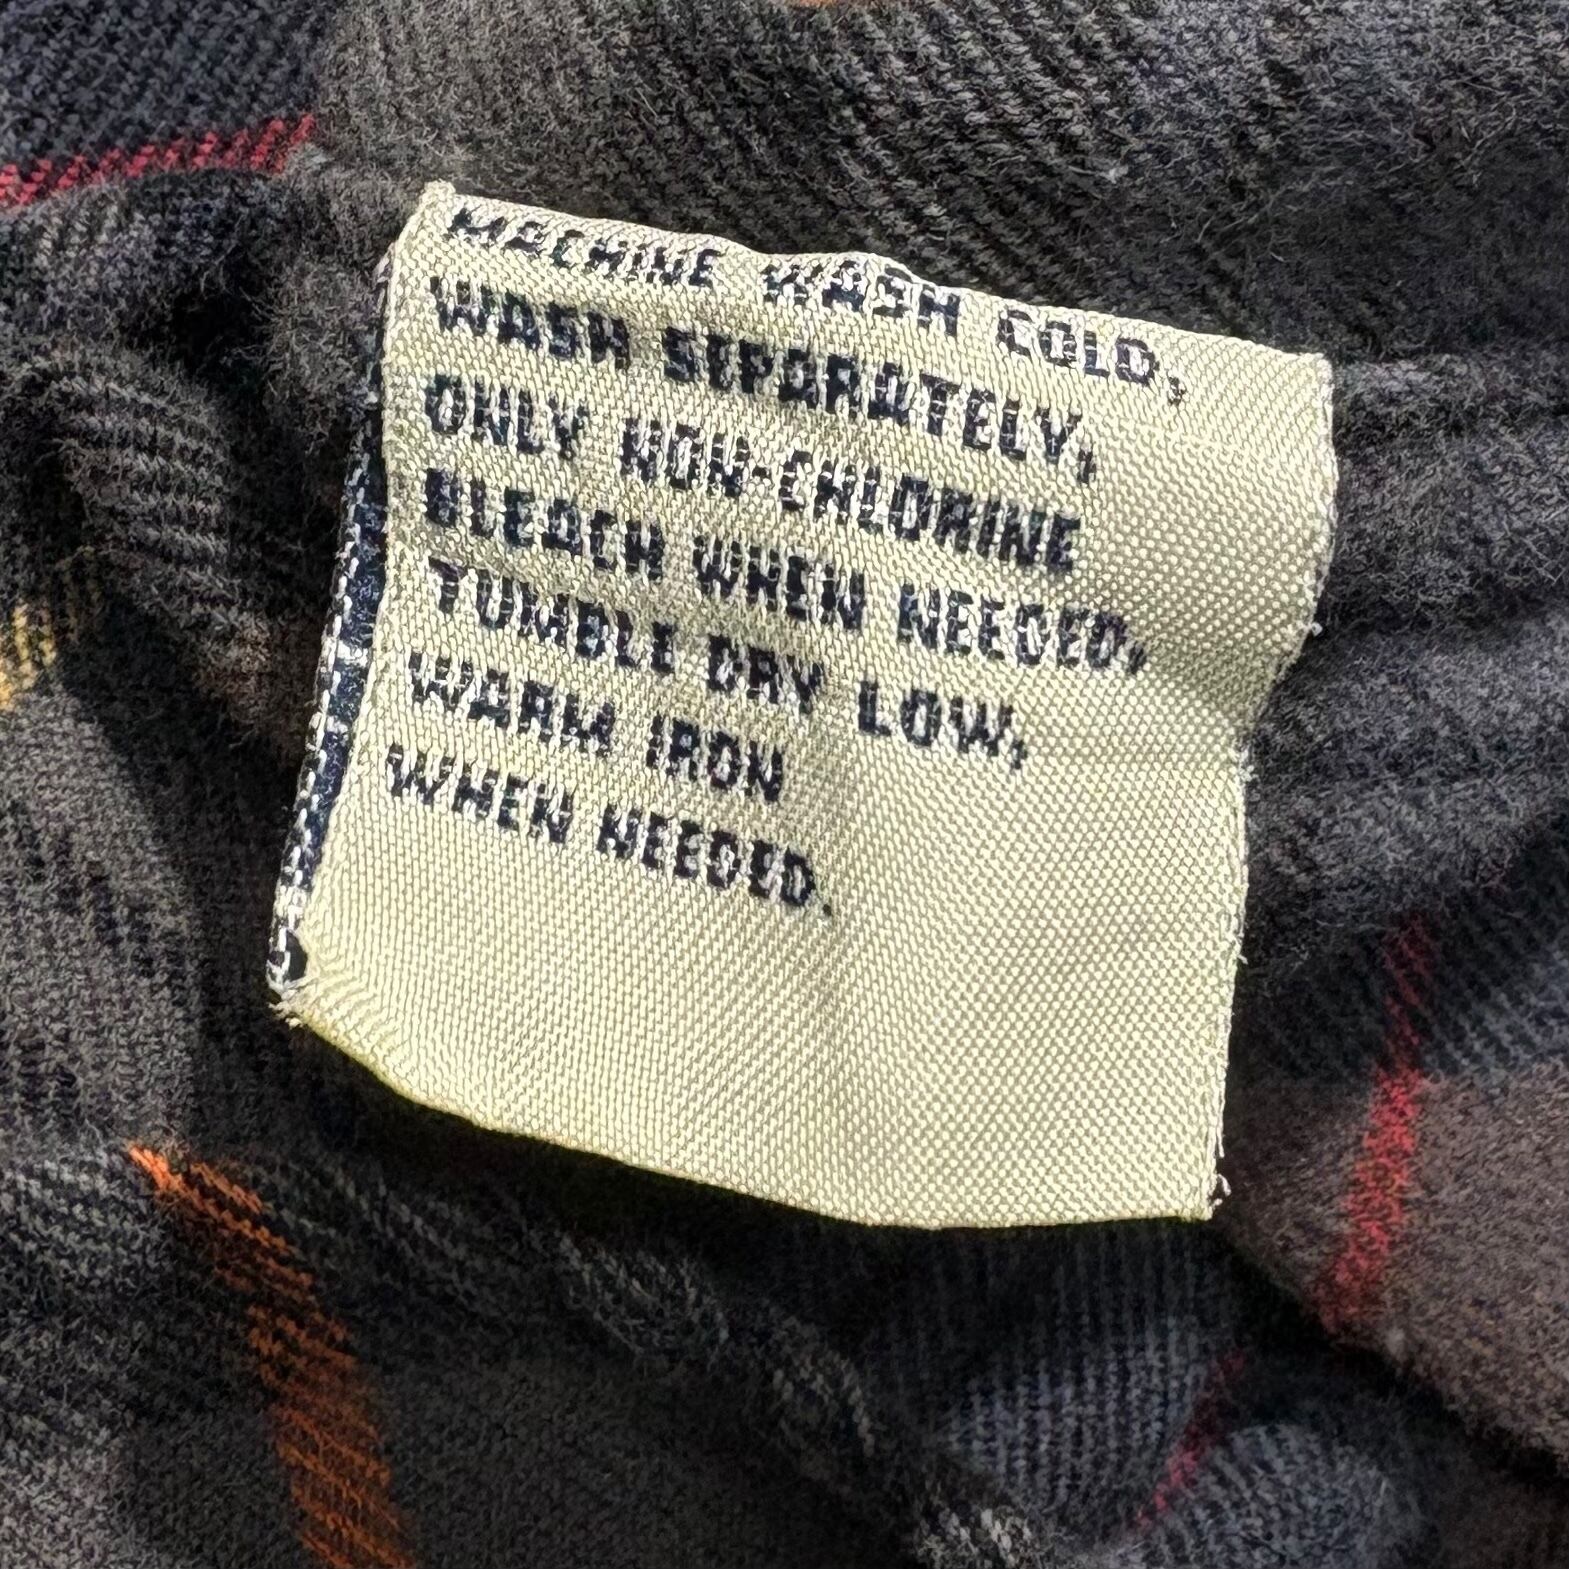 MACHINE WASH COLD,
WASH SEPARATELY,
ONLY NON-CHLORINE
BLEACH WHEN NEEDED,
TUMBLE DRY LOW,
WARM IRON
WHEN NEEDED.